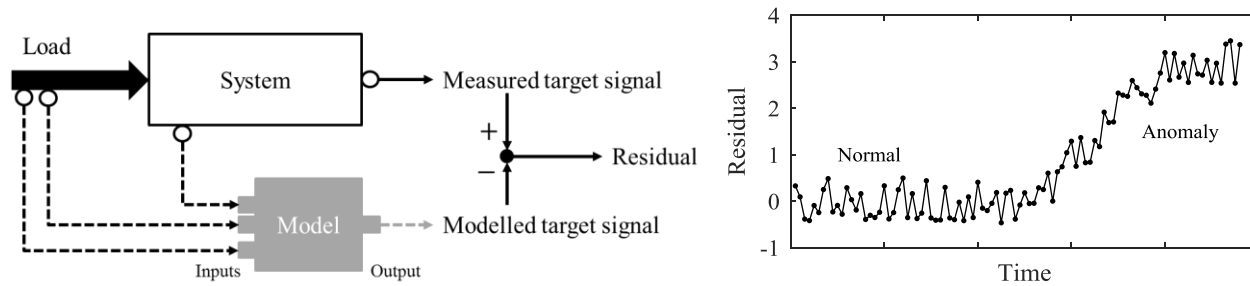 Load
System
Measured target signal
+
Residual
−
Model
Modelled target signal
Inputs
Output
4
3
2
1
0
-1
Residual
Normal
Anomaly
Time